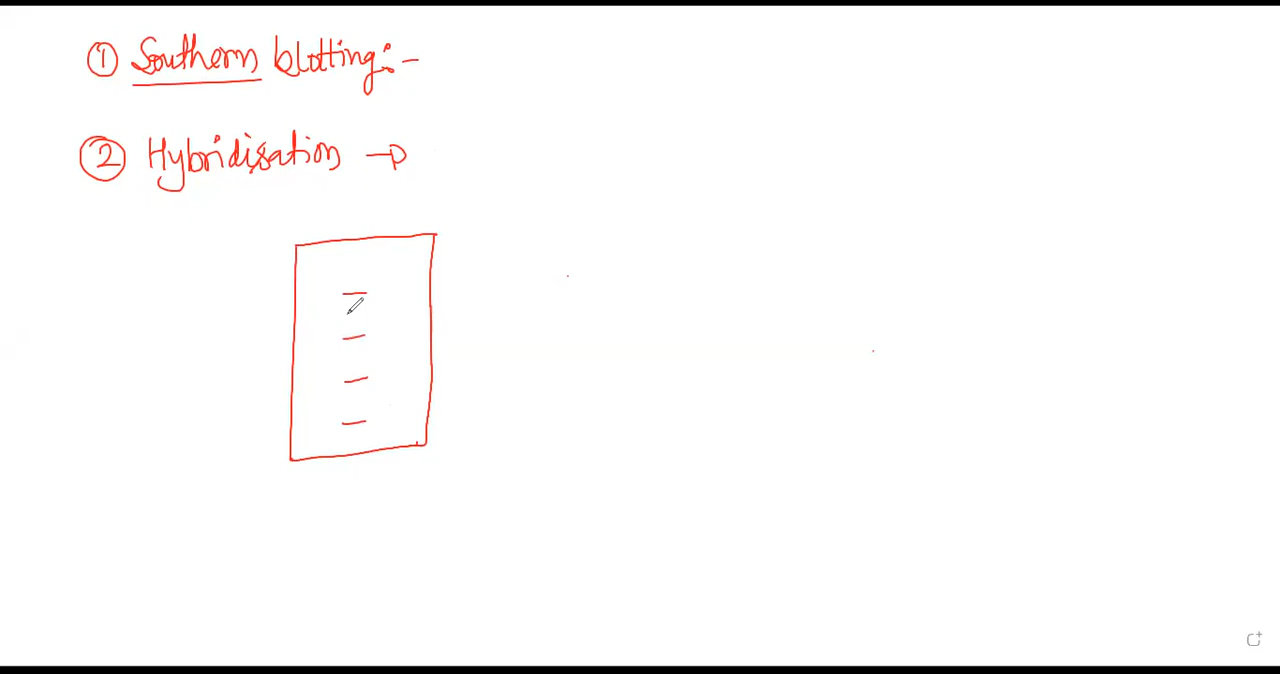 ① Southern blotting:-
② Hybridisation →